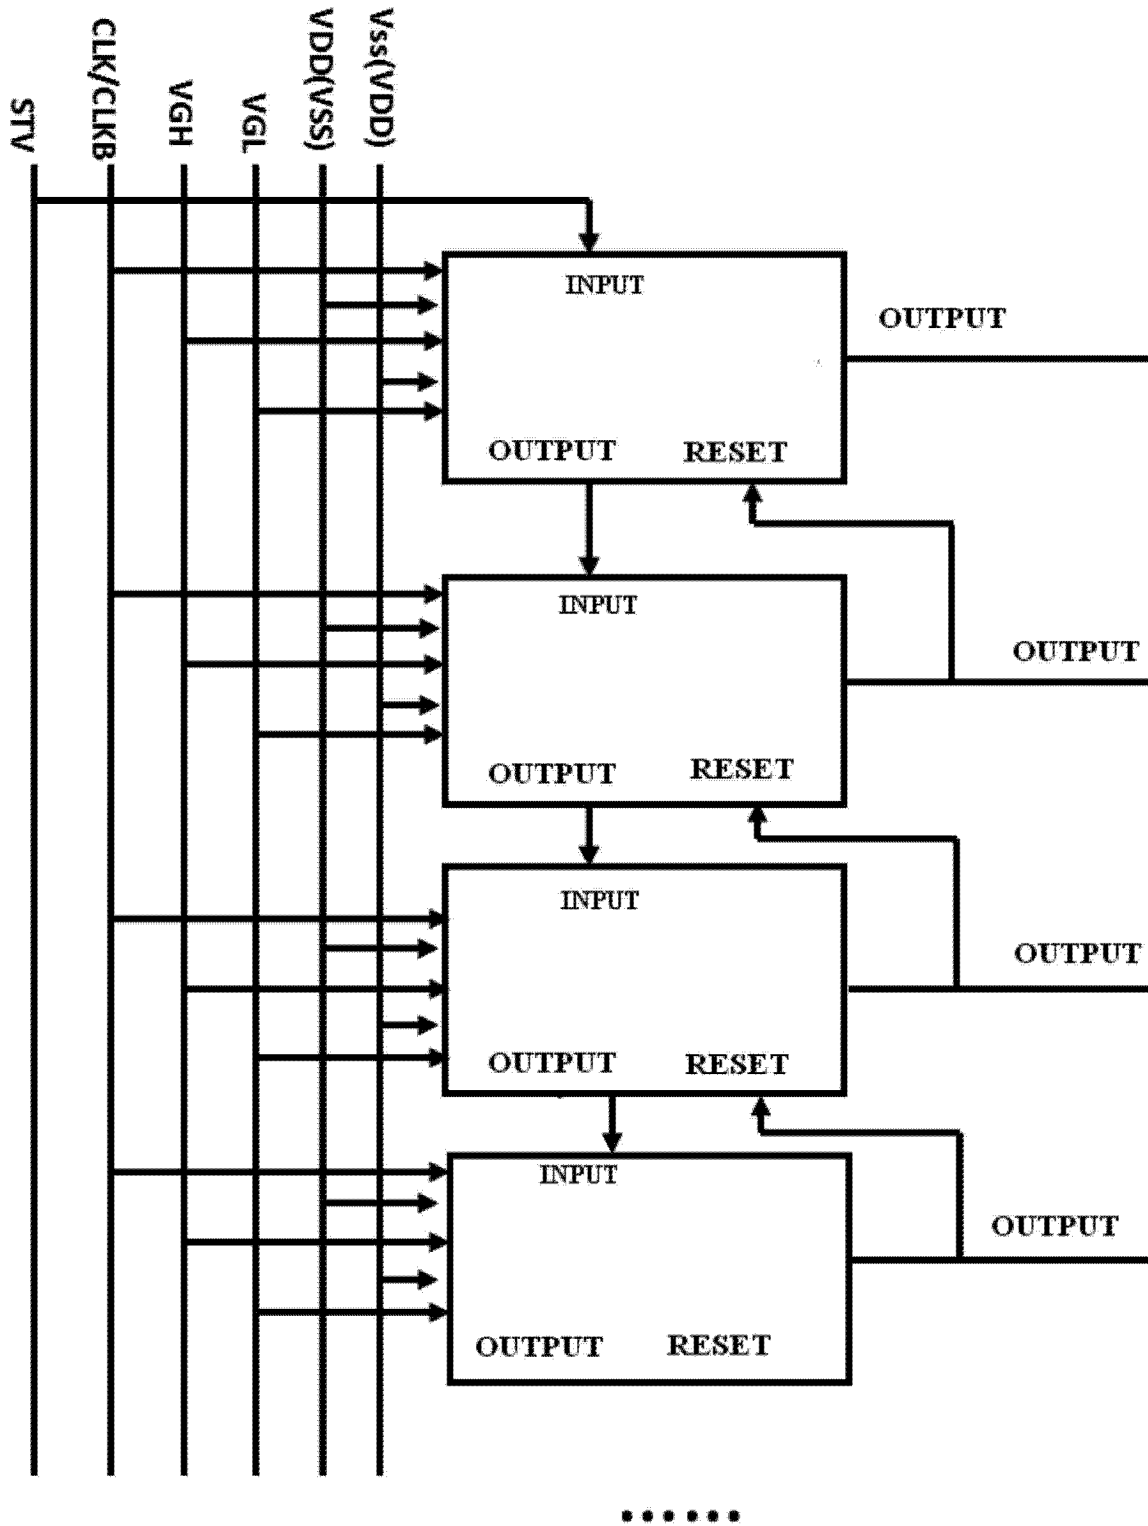 STV
CLK/CLKB
VGH
VGL
VDD(VSS)
Vss(VDD)
INPUT
OUTPUT
OUTPUT
RESET
INPUT
OUTPUT
OUTPUT
RESET
INPUT
OUTPUT
OUTPUT
RESET
INPUT
OUTPUT
OUTPUT
RESET
......